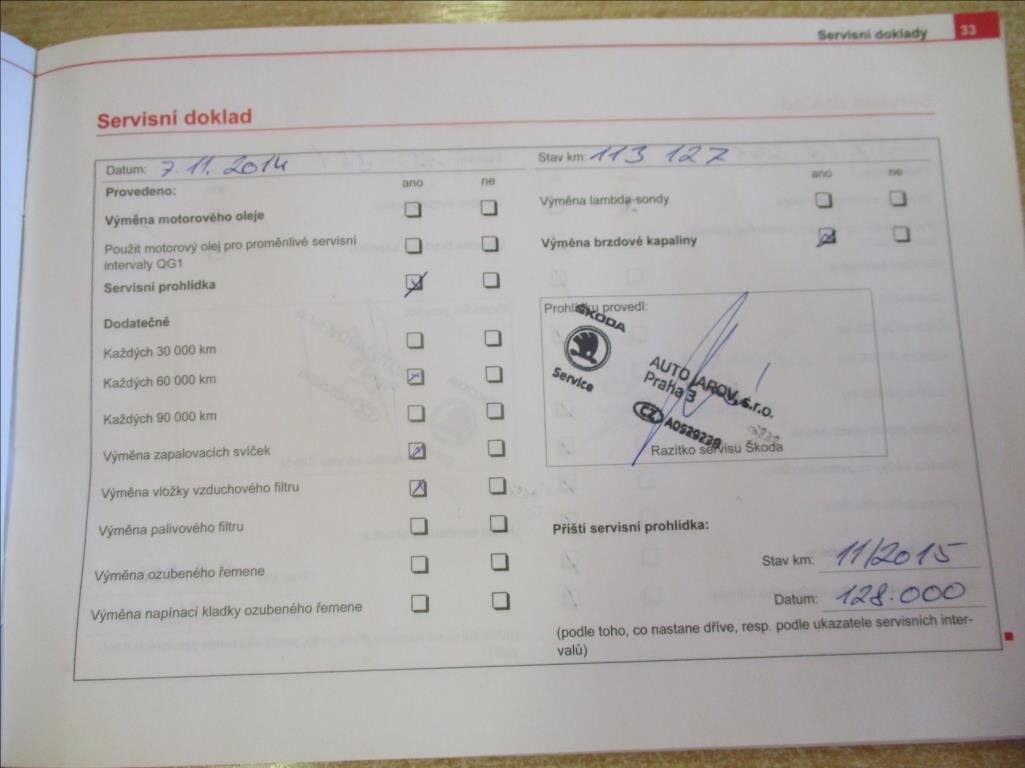 Servisní doklady 33
Servisní doklad
Datum: 7.11.2014
Stav km: 113 127
Provedeno:
ano ne
Výměna motorového oleje
Použit motorový olej pro proměnlivé servisní
intervaly QG1
Servisní prohlídka
Dodatečně
Každých 30 000 km
Každých 60 000 km
Každých 90 000 km
Výměna zapalovacích svíček
Výměna vložky vzduchového filtru
Výměna palivového filtru
Výměna ozubeného řemene
Výměna napínací kladky ozubeného řemene
ano ne
Výměna lambda-sondy
Výměna brzdové kapaliny
Prohlídku provedl:
ŠKODA
Service
AUTO JAROV, s.r.o.
Praha 3
CZ A0529238
Razítko servisu Škoda
Příští servisní prohlídka:
Stav km: 11/2015
Datum: 128.000
(podle toho, co nastane dříve, resp. podle ukazatele servisních inter-
valů)